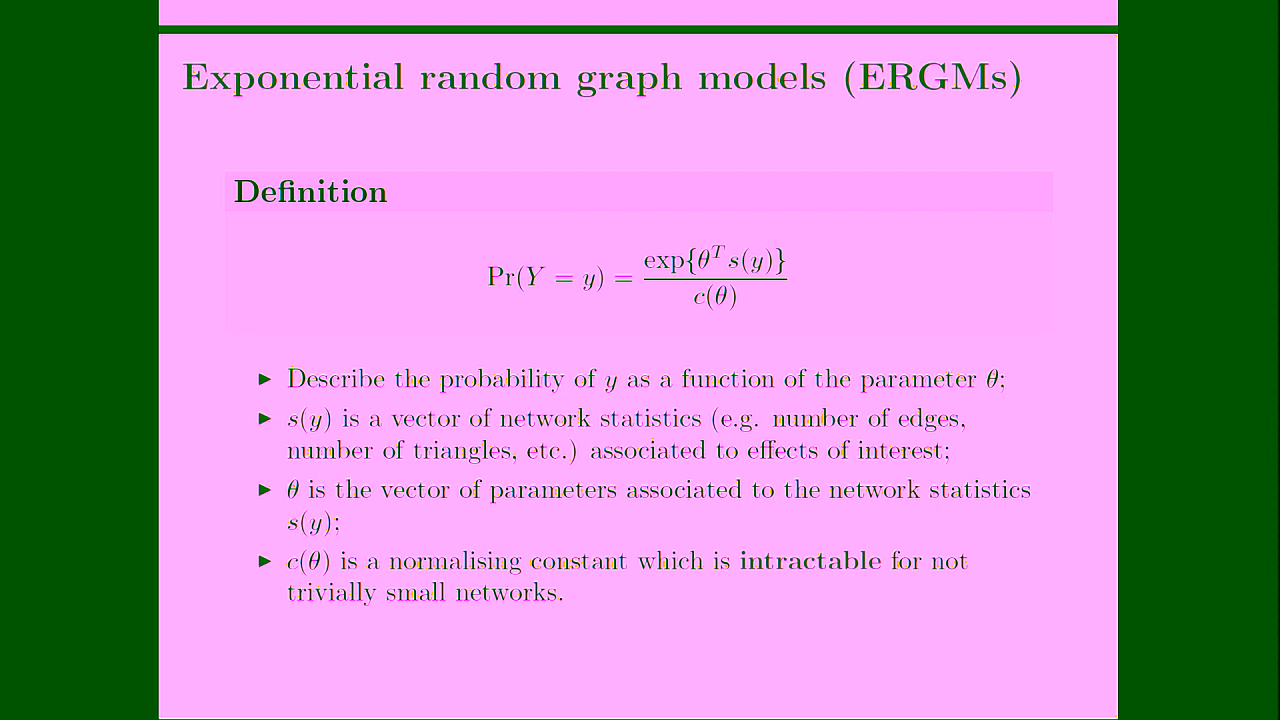 Exponential random graph models (ERGMs)
Definition
Pr(Y = y) = exp{θᵀs(y)} / c(θ)
▶ Describe the probability of y as a function of the parameter θ;
▶ s(y) is a vector of network statistics (e.g. number of edges,
number of triangles, etc.) associated to effects of interest;
▶ θ is the vector of parameters associated to the network statistics
s(y);
▶ c(θ) is a normalising constant which is intractable for not
trivially small networks.